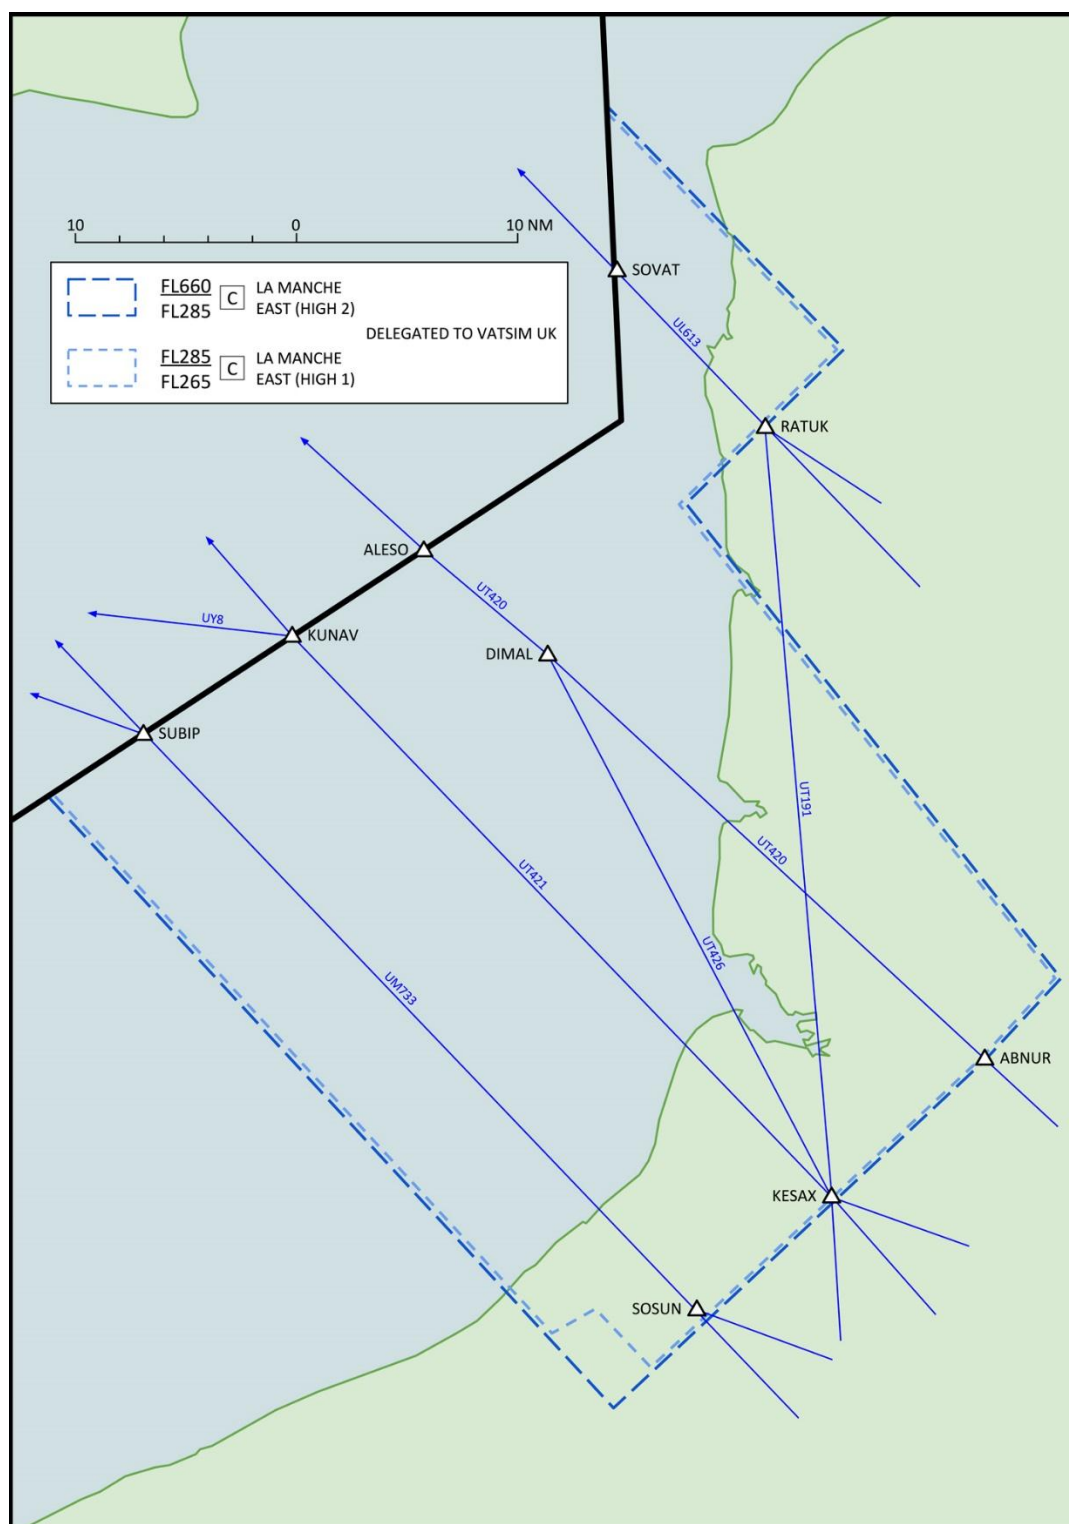 10 0 10 NM
SOVAT
FL660
FL285
C
LA MANCHE
EAST (HIGH 2)
DELEGATED TO VATSIM UK
FL285
FL265
C
LA MANCHE
EAST (HIGH 1)
UL613
RATUK
ALESO
UT420
UY8
KUNAV
DIMAL
SUBIP
UT191
UT420
UT421
UT426
UM733
ABNUR
KESAX
SOSUN